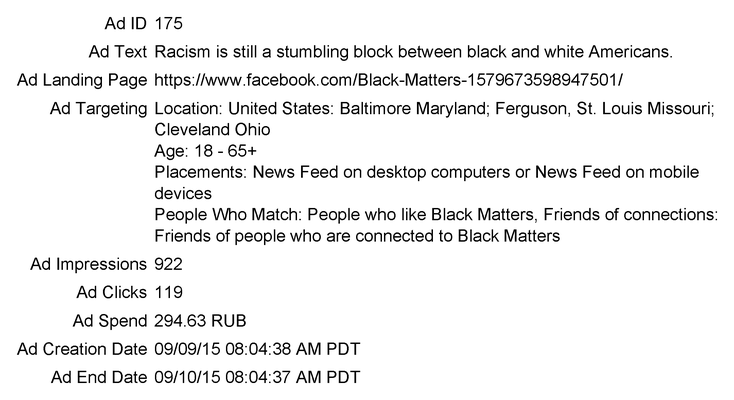 Ad ID 175
Ad Text Racism is still a stumbling block between black and white Americans.
Ad Landing Page https://www.facebook.com/Black-Matters-1579673598947501/
Ad Targeting Location: United States: Baltimore Maryland; Ferguson, St. Louis Missouri;
Cleveland Ohio
Age: 18 - 65+
Placements: News Feed on desktop computers or News Feed on mobile
devices
People Who Match: People who like Black Matters, Friends of connections:
Friends of people who are connected to Black Matters
Ad Impressions 922
Ad Clicks 119
Ad Spend 294.63 RUB
Ad Creation Date 09/09/15 08:04:38 AM PDT
Ad End Date 09/10/15 08:04:37 AM PDT